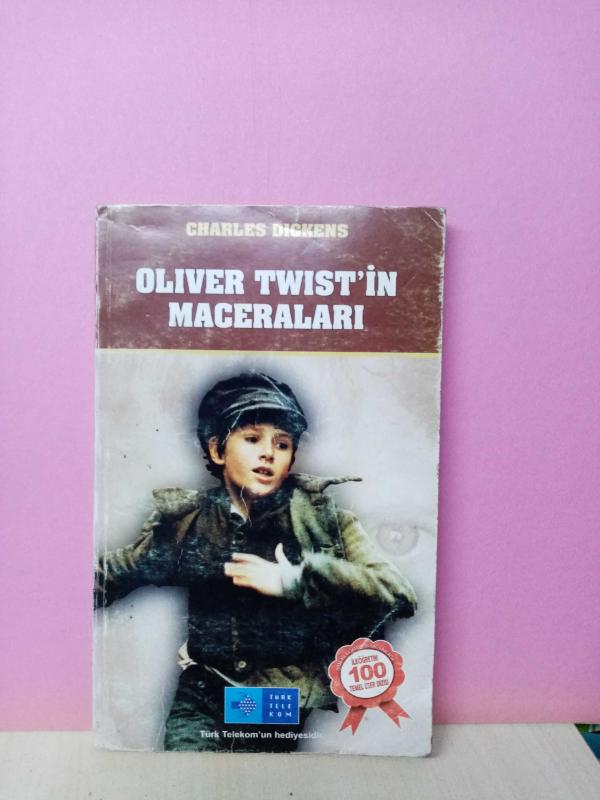 CHARLES DICKENS
OLIVER TWIST'İN
MACERALARI
İLKÖĞRETİM
100
TEMEL ESER DİZİSİ
TÜRK
TELE
KOM
Türk Telekom'un hediyesidir.